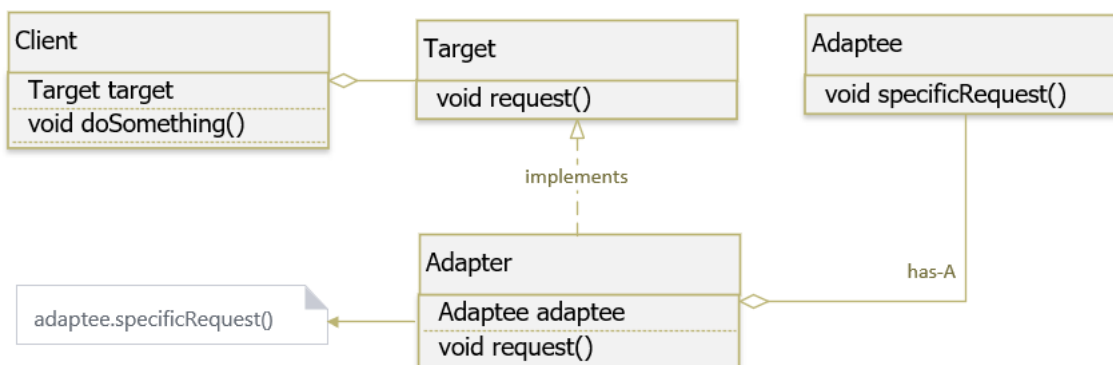 Client
Target target
void doSomething()
Target
void request()
Adaptee
void specificRequest()
implements
Adapter
Adaptee adaptee
void request()
has-A
adaptee.specificRequest()